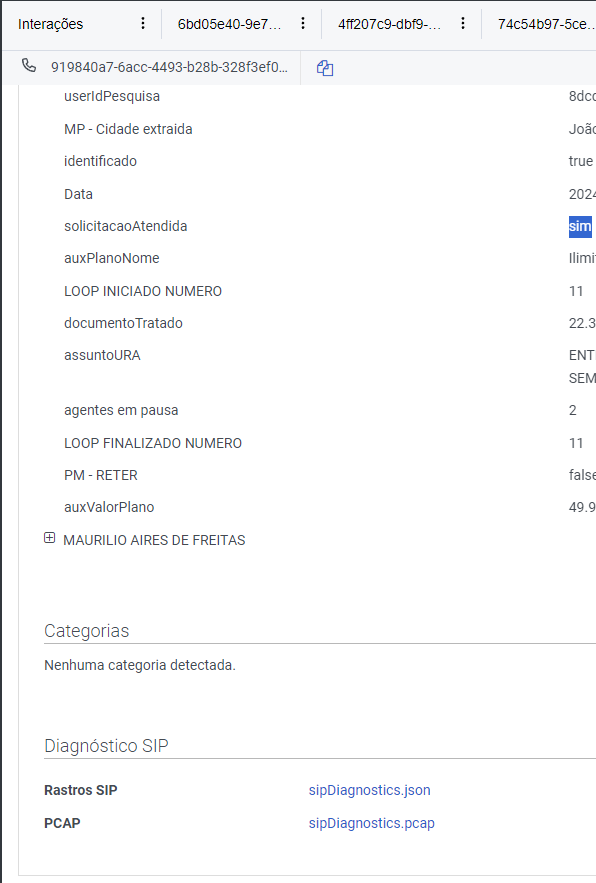 Interações 6bd05e40-9e7... 4ff207c9-dbf9-... 74c54b97-5ce...
919840a7-6acc-4493-b28b-328f3ef0...
userIdPesquisa 8dcc
MP - Cidade extraida João
identificado true
Data 2024
solicitacaoAtendida sim
auxPlanoNome Ilimi
LOOP INICIADO NUMERO 11
documentoTratado 22.3
assuntoURA ENT
SEM
agentes em pausa 2
LOOP FINALIZADO NUMERO 11
PM - RETER false
auxValorPlano 49.9
MAURILIO AIRES DE FREITAS
Categorias
Nenhuma categoria detectada.
Diagnóstico SIP
Rastros SIP sipDiagnostics.json
PCAP sipDiagnostics.pcap